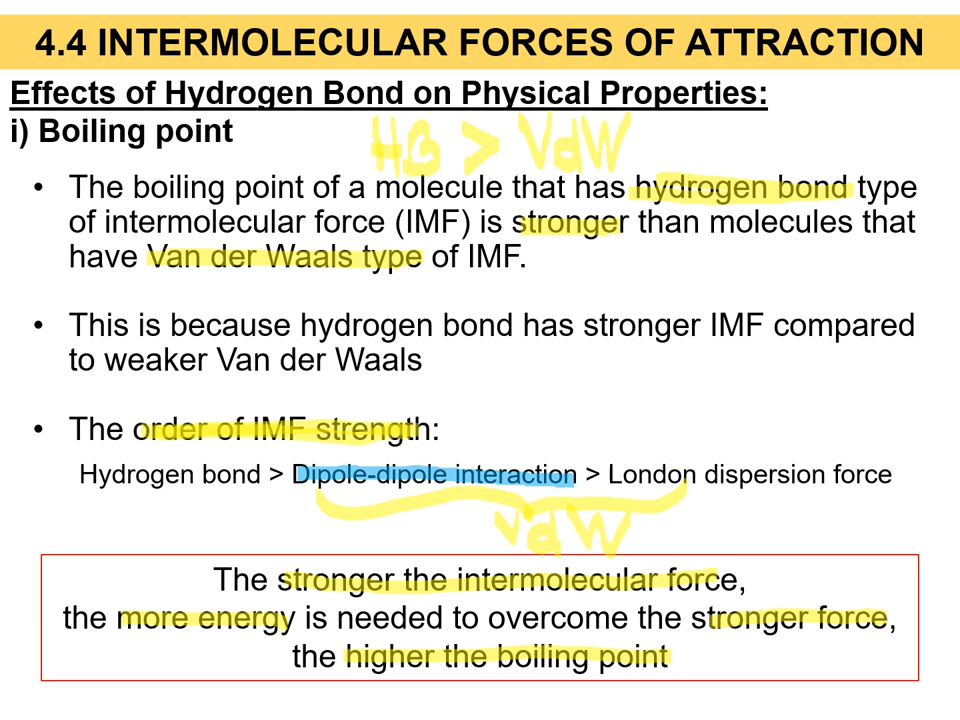 4.4 INTERMOLECULAR FORCES OF ATTRACTION
Effects of Hydrogen Bond on Physical Properties:
i) Boiling point
HB > VdW
• The boiling point of a molecule that has hydrogen bond type
of intermolecular force (IMF) is stronger than molecules that
have Van der Waals type of IMF.
• This is because hydrogen bond has stronger IMF compared
to weaker Van der Waals
• The order of IMF strength:
Hydrogen bond > Dipole-dipole interaction > London dispersion force
VdW
The stronger the intermolecular force,
the more energy is needed to overcome the stronger force,
the higher the boiling point